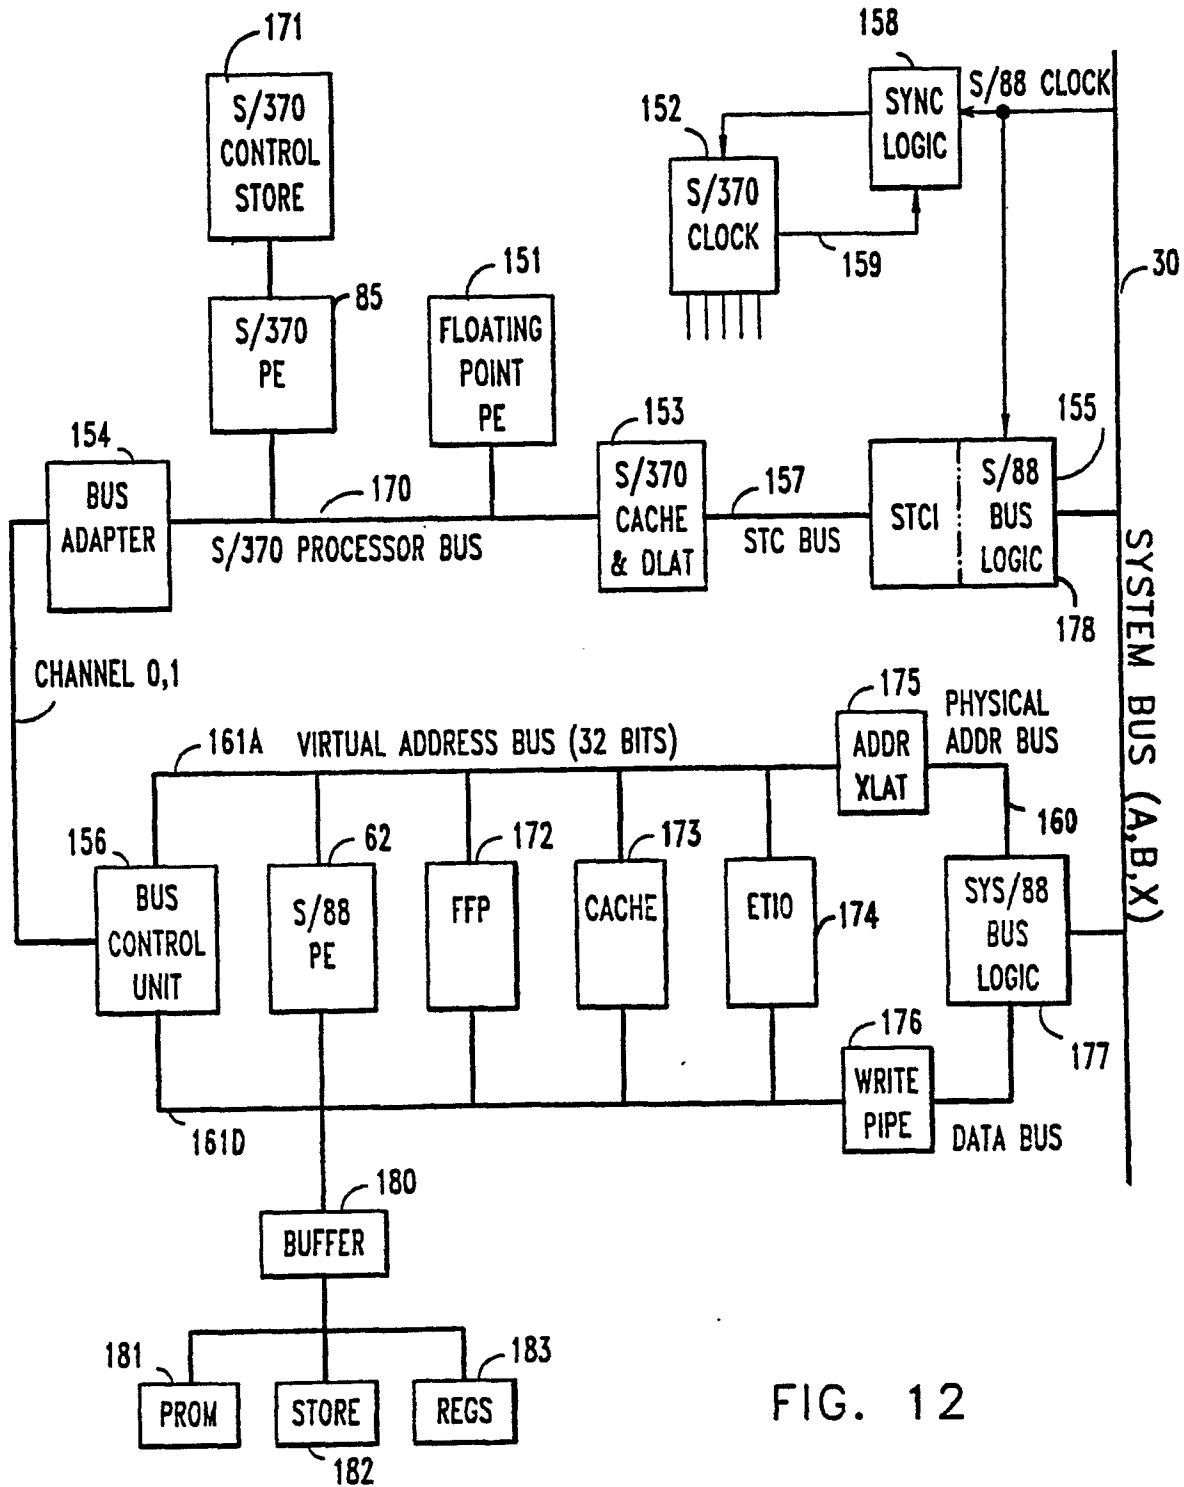 171
S/370
CONTROL
STORE
158
SYNC
LOGIC
S/88 CLOCK
152
S/370
CLOCK
159
30
85
S/370
PE
151
FLOATING
POINT
PE
154
BUS
ADAPTER
170
S/370 PROCESSOR BUS
153
S/370
CACHE
& DLAT
157
STC BUS
STCI
S/88
BUS
LOGIC
155
178
SYSTEM BUS (A,B,X)
CHANNEL 0,1
161A
VIRTUAL ADDRESS BUS (32 BITS)
175
ADDR
XLAT
PHYSICAL
ADDR BUS
160
156
BUS
CONTROL
UNIT
62
S/88
PE
172
FFP
173
CACHE
ETIO
174
SYS/88
BUS
LOGIC
177
161D
176
WRITE
PIPE
DATA BUS
180
BUFFER
181
PROM
STORE
182
183
REGS
FIG. 12